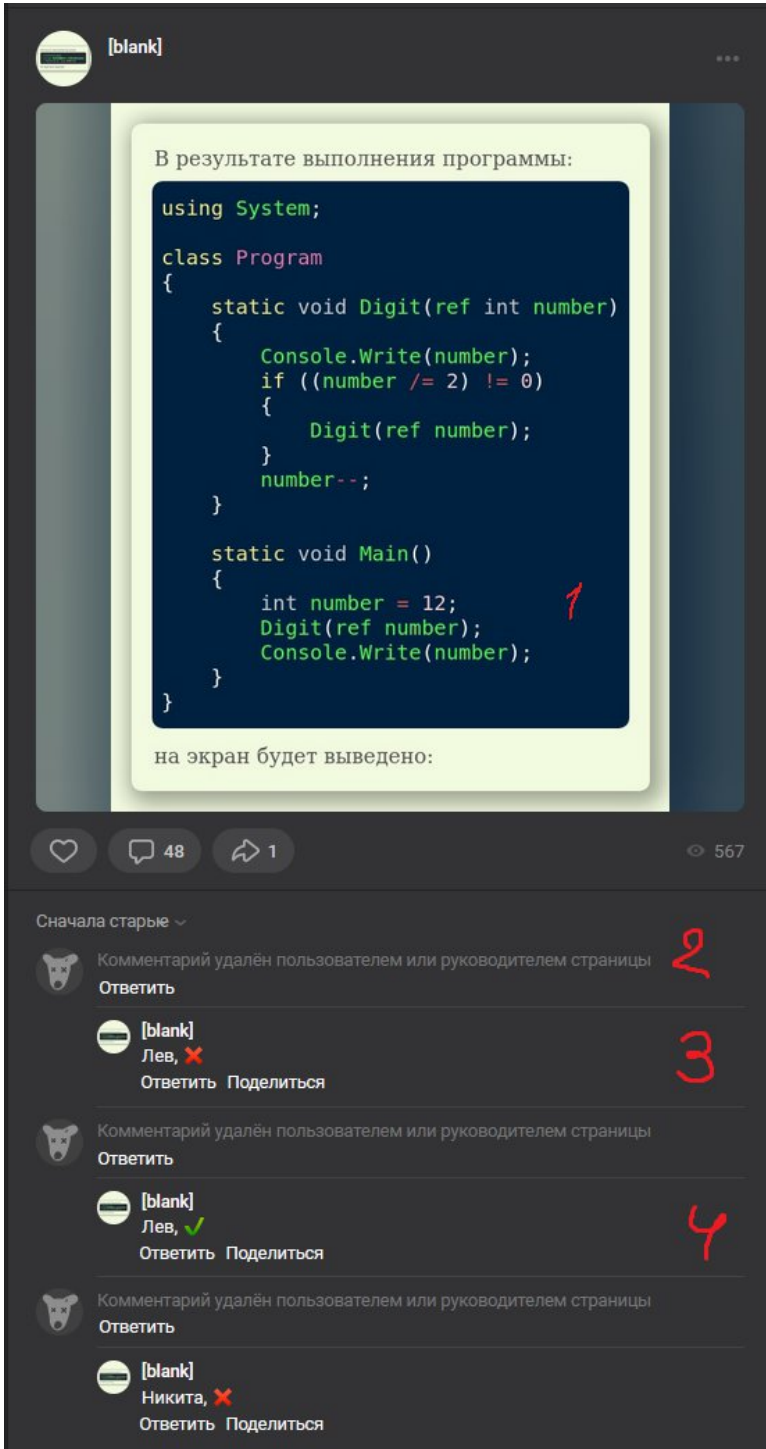 [blank]
В результате выполнения программы:
using System;
class Program
{
    static void Digit(ref int number)
    {
        Console.Write(number);
        if ((number /= 2) != 0)
        {
            Digit(ref number);
        }
        number--;
    }
    static void Main()
    {
        int number = 12;
1
        Digit(ref number);
        Console.Write(number);
    }
}
на экран будет выведено:
48
1
567
Сначала старые
Комментарий удалён пользователем или руководителем страницы
2
Ответить
[blank]
Лев, ❌
3
Ответить Поделиться
Комментарий удалён пользователем или руководителем страницы
Ответить
[blank]
Лев, ✔
4
Ответить Поделиться
Комментарий удалён пользователем или руководителем страницы
Ответить
[blank]
Никита, ❌
Ответить Поделиться